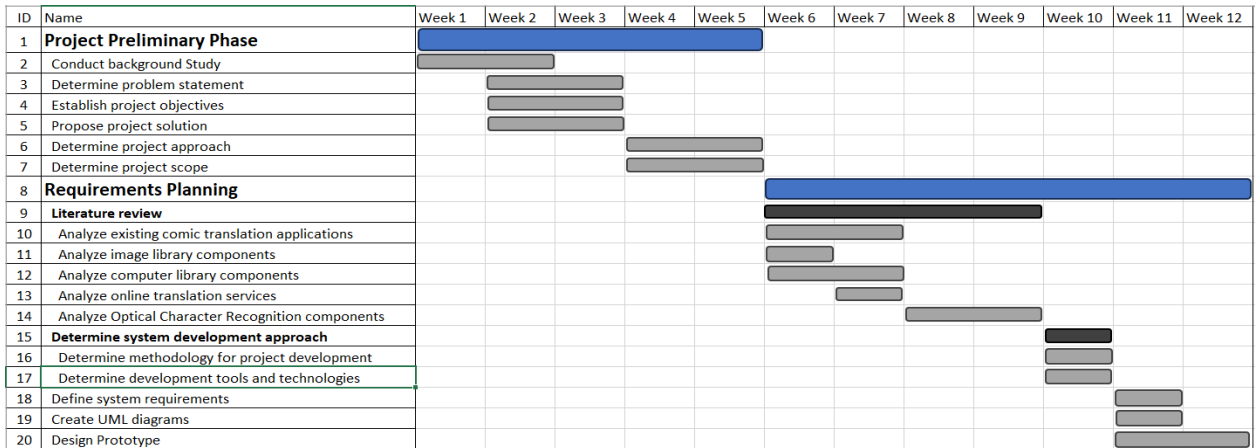 ID Name Week 1 Week 2 Week 3 Week 4 Week 5 Week 6 Week 7 Week 8 Week 9 Week 10 Week 11 Week 12
1 Project Preliminary Phase
2 Conduct background Study
3 Determine problem statement
4 Establish project objectives
5 Propose project solution
6 Determine project approach
7 Determine project scope
8 Requirements Planning
9 Literature review
10 Analyze existing comic translation applications
11 Analyze image library components
12 Analyze computer library components
13 Analyze online translation services
14 Analyze Optical Character Recognition components
15 Determine system development approach
16 Determine methodology for project development
17 Determine development tools and technologies
18 Define system requirements
19 Create UML diagrams
20 Design Prototype